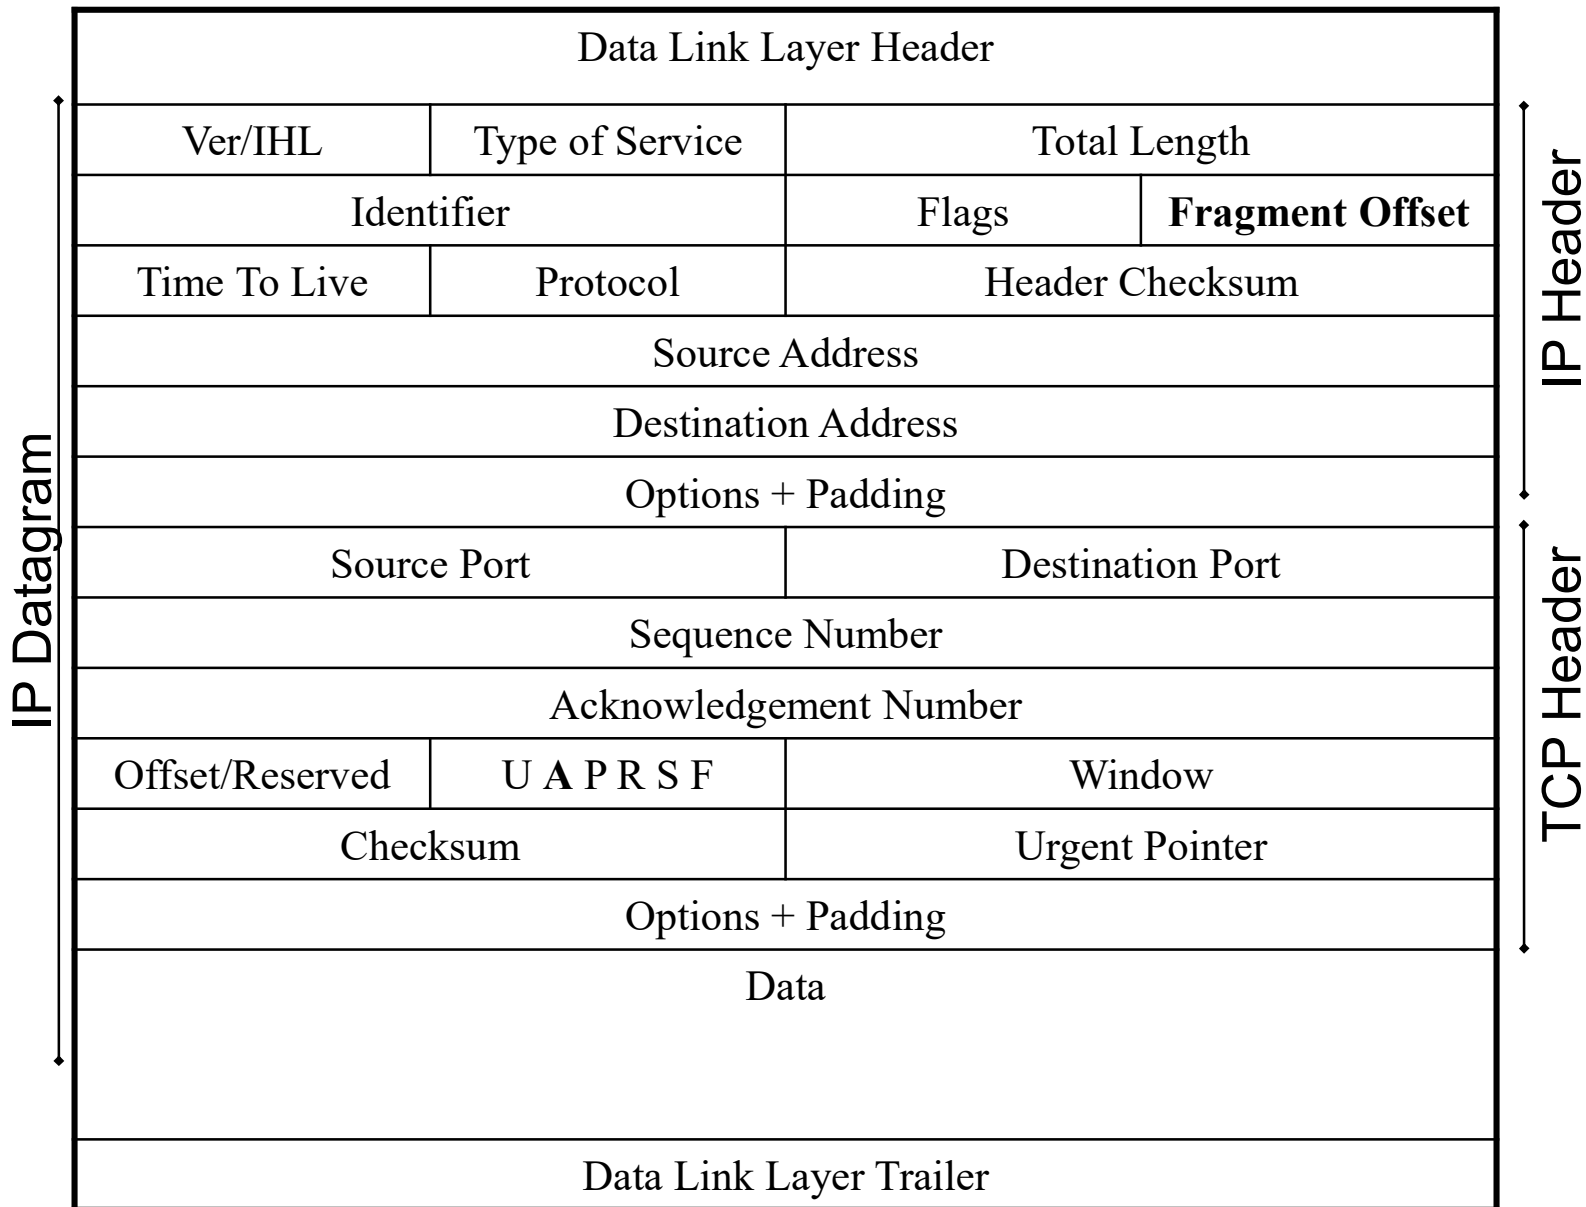 Data Link Layer Header
Ver/IHL Type of Service Total Length
Identifier Flags Fragment Offset
Time To Live Protocol Header Checksum
Source Address
Destination Address
Options + Padding
Source Port Destination Port
Sequence Number
Acknowledgement Number
Offset/Reserved U A P R S F Window
Checksum Urgent Pointer
Options + Padding
Data
Data Link Layer Trailer
IP Datagram
IP Header
TCP Header